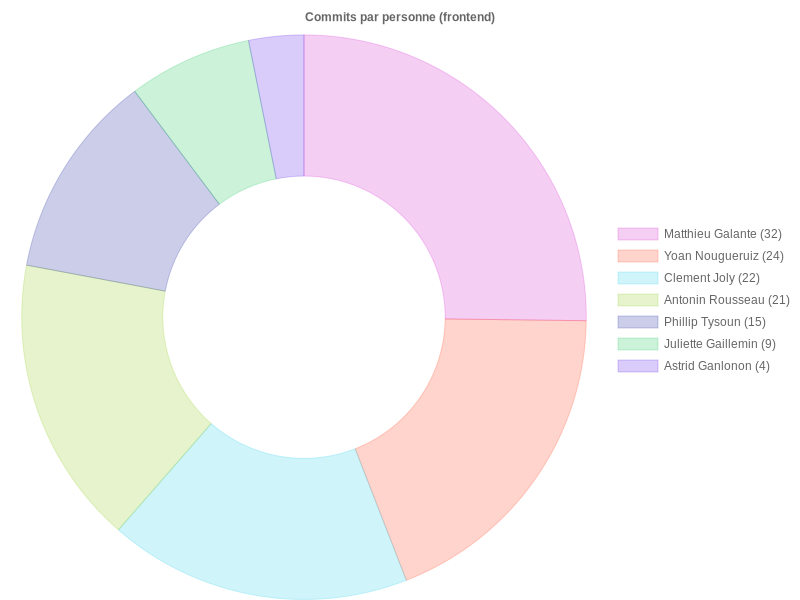 Commits par personne (frontend)
Matthieu Galante (32)
Yoan Nougueruiz (24)
Clement Joly (22)
Antonin Rousseau (21)
Phillip Tysoun (15)
Juliette Gaillemin (9)
Astrid Ganlonon (4)